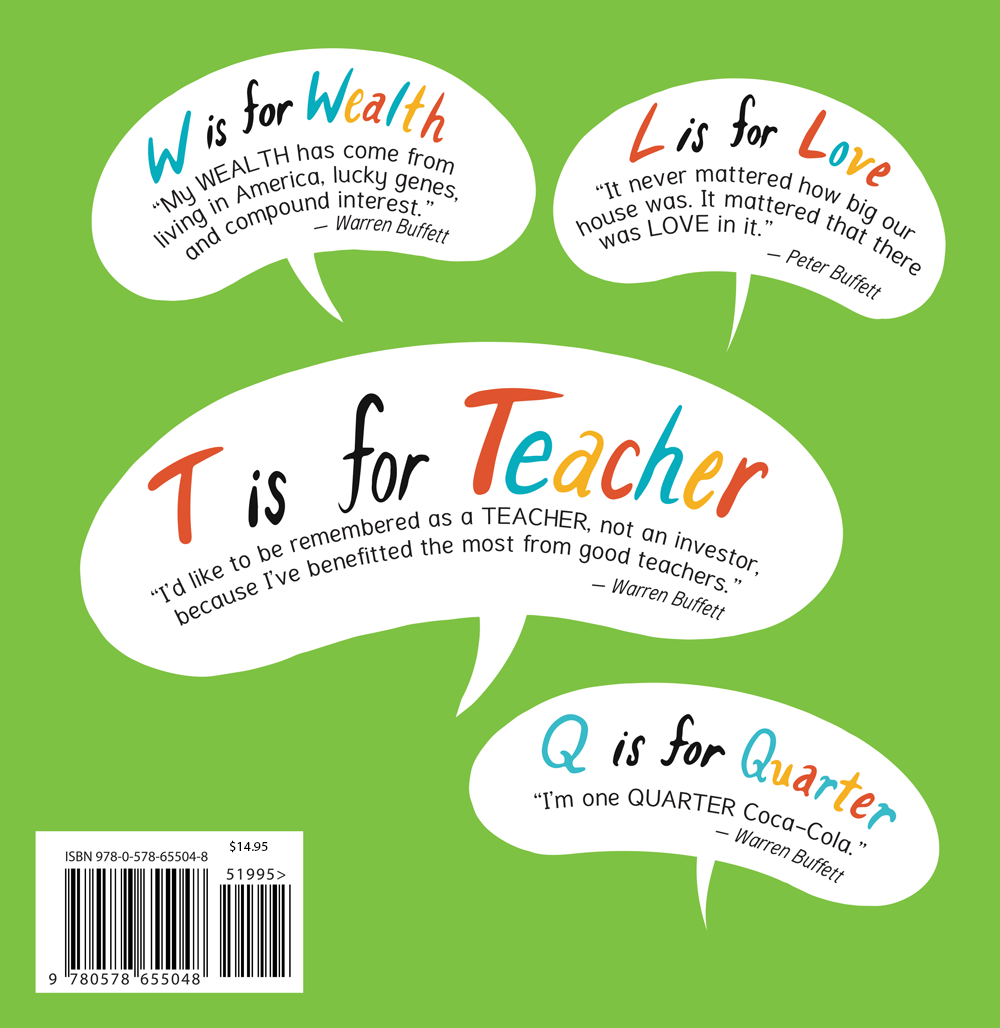 W is for Wealth
“My WEALTH has come from
living in America, lucky genes,
and compound interest.”
— Warren Buffett
L is for Love
“It never mattered how big our
house was. It mattered that there
was LOVE in it.”
— Peter Buffett
T is for Teacher
“I’d like to be remembered as a TEACHER, not an investor,
because I’ve benefitted the most from good teachers.”
— Warren Buffett
Q is for Quarter
“I’m one QUARTER Coca–Cola.”
— Warren Buffett
ISBN 978-0-578-65504-8
$14.95
51995>
9 780578 655048